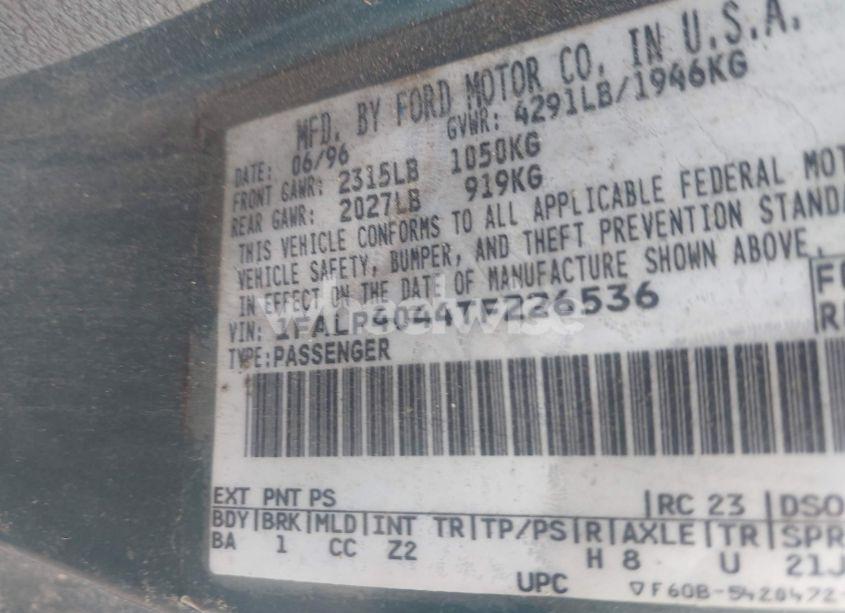 MFD. BY FORD MOTOR CO. IN U.S.A.
DATE: 06/96 GVWR: 4291LB/1946KG
FRONT GAWR: 2315LB 1050KG
REAR GAWR: 2027LB 919KG
THIS VEHICLE CONFORMS TO ALL APPLICABLE FEDERAL MOT
VEHICLE SAFETY, BUMPER, AND THEFT PREVENTION STANDA
IN EFFECT ON THE DATE OF MANUFACTURE SHOWN ABOVE.
VIN: 1FALP4044TF226536
TYPE: PASSENGER
EXT PNT PS RC 23 DSO
BDY BRK MLD INT TR TP/PS R AXLE TR SPR
BA 1 CC Z2 H 8 U 21J
UPC F60B-5420472